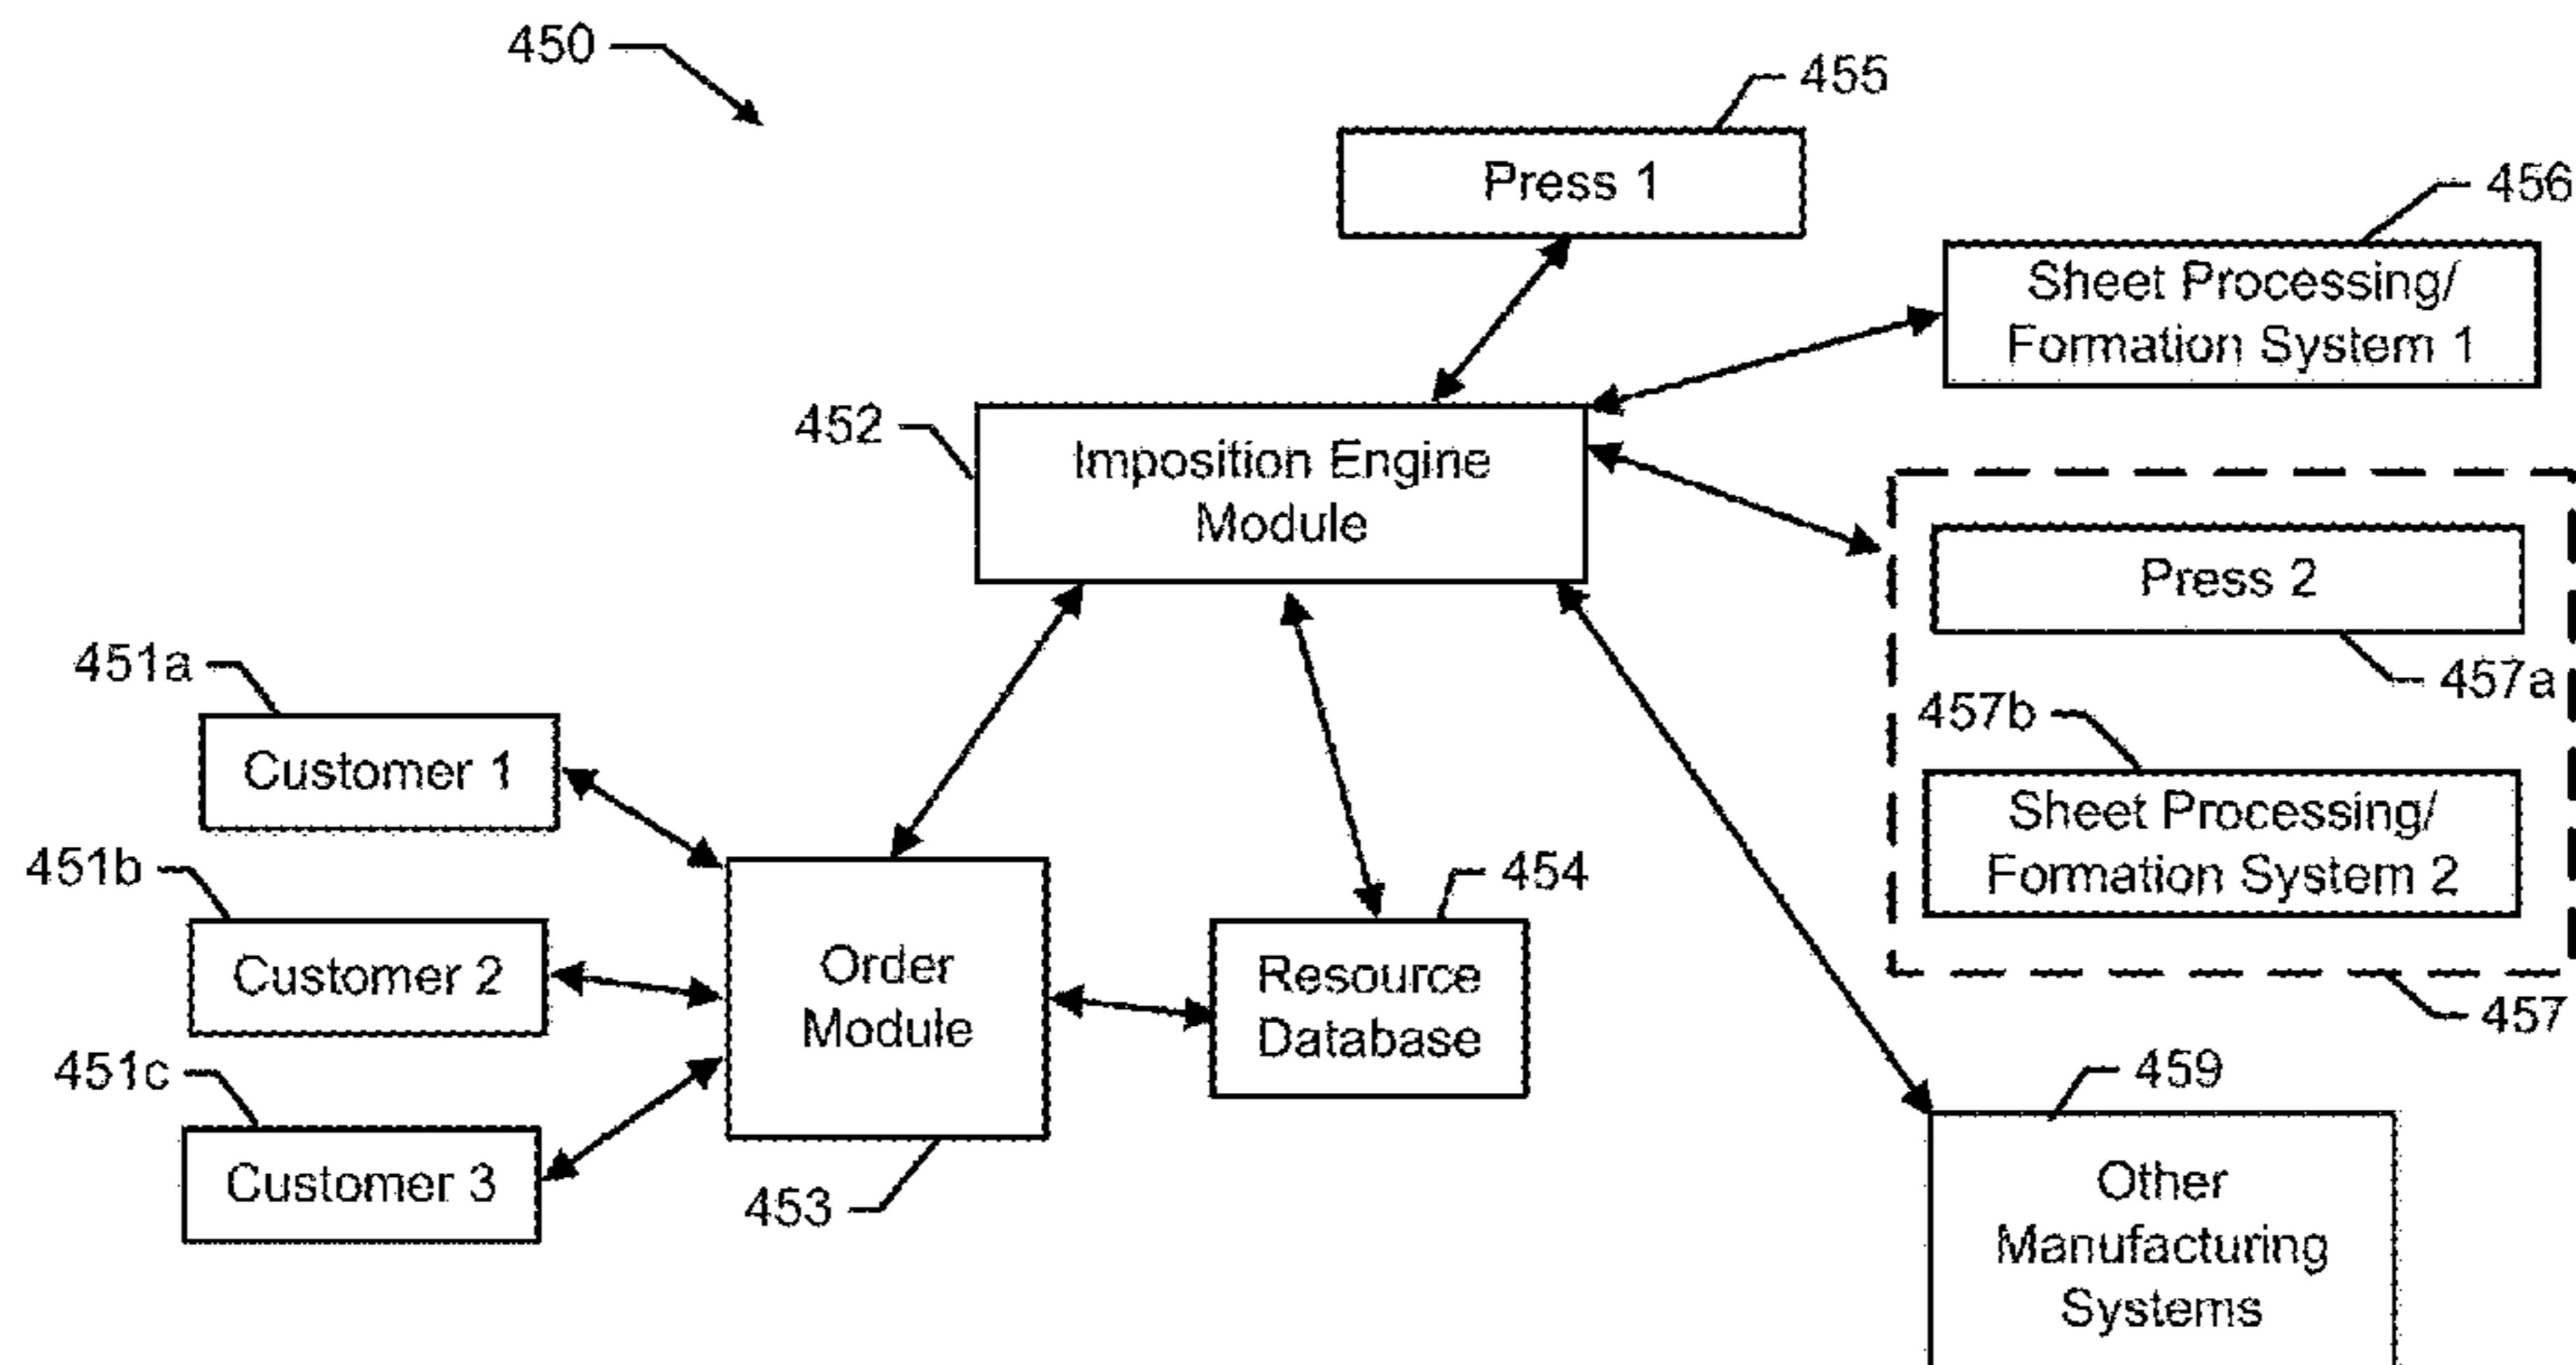 450
455
Press 1
456
Sheet Processing/
Formation System 1
452
Imposition Engine
Module
Press 2
457a
451a
457b
Customer 1
Sheet Processing/
Formation System 2
451b
454
Customer 2
Order
Module
Resource
Database
457
451c
459
Customer 3
453
Other
Manufacturing
Systems